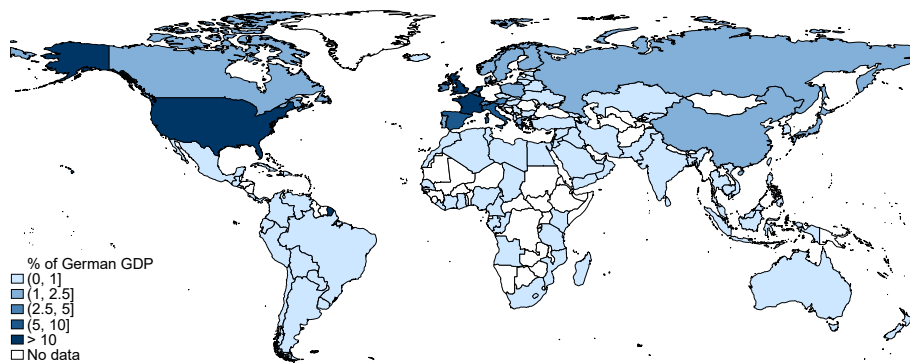 % of German GDP
(0, 1]
(1, 2.5]
(2.5, 5]
(5, 10]
> 10
No data